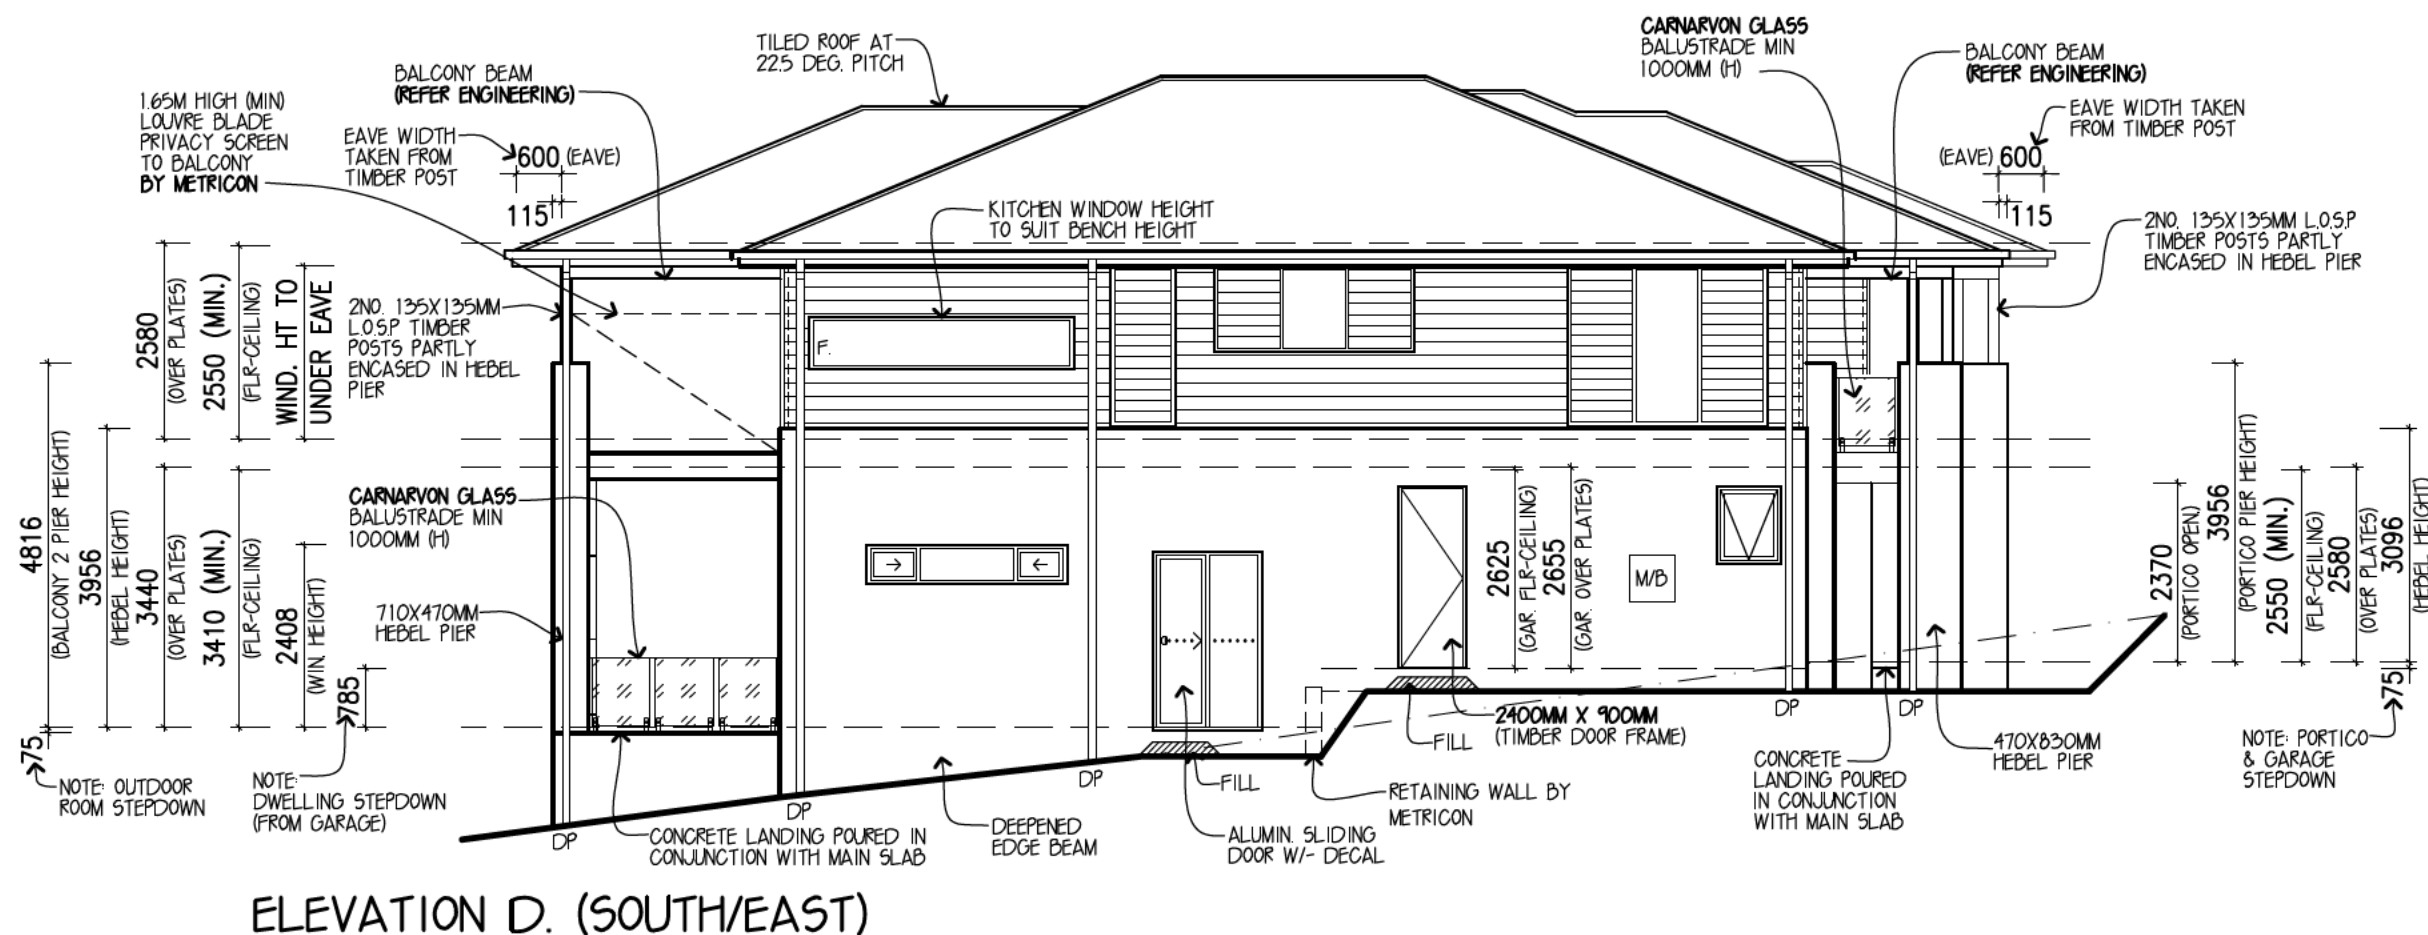 TILED ROOF AT
22.5 DEG. PITCH
CARNARVON GLASS
BALUSTRADE MIN
1000MM (H)
BALCONY BEAM
(REFER ENGINEERING)
BALCONY BEAM
(REFER ENGINEERING)
1.65M HIGH (MIN)
LOUVRE BLADE
PRIVACY SCREEN
TO BALCONY
BY METRICON
EAVE WIDTH
TAKEN FROM
TIMBER POST
600 (EAVE)
115
EAVE WIDTH TAKEN
FROM TIMBER POST
(EAVE) 600
115
KITCHEN WINDOW HEIGHT
TO SUIT BENCH HEIGHT
2NO. 135X135MM L.O.S.P
TIMBER POSTS PARTLY
ENCASED IN HEBEL PIER
2580
(OVER PLATES)
2550 (MIN.)
(FLR-CEILING)
WIND. HT TO
UNDER EAVE
2NO. 135X135MM
L.O.S.P TIMBER
POSTS PARTLY
ENCASED IN HEBEL
PIER
F.
4816
(BALCONY 2 PIER HEIGHT)
3956
(HEBEL HEIGHT)
3440
(OVER PLATES)
3410 (MIN.)
(FLR-CEILING)
2408
(WIN. HEIGHT)
785
75
CARNARVON GLASS
BALUSTRADE MIN
1000MM (H)
710X470MM
HEBEL PIER
2625
(GAR. FLR-CEILING)
2655
(GAR. OVER PLATES)
M/B
2370
(PORTICO OPEN)
3956
(PORTICO PIER HEIGHT)
2550 (MIN.)
(FLR-CEILING)
2580
(OVER PLATES)
3096
(HEBEL HEIGHT)
75
NOTE: OUTDOOR
ROOM STEPDOWN
NOTE:
DWELLING STEPDOWN
(FROM GARAGE)
DP
DP
DP
DP
DP
CONCRETE LANDING POURED IN
CONJUNCTION WITH MAIN SLAB
DEEPENED
EDGE BEAM
FILL
ALUMIN. SLIDING
DOOR W/- DECAL
RETAINING WALL BY
METRICON
FILL
2400MM X 900MM
(TIMBER DOOR FRAME)
CONCRETE
LANDING POURED
IN CONJUNCTION
WITH MAIN SLAB
470X830MM
HEBEL PIER
NOTE: PORTICO
& GARAGE
STEPDOWN
ELEVATION D. (SOUTH/EAST)